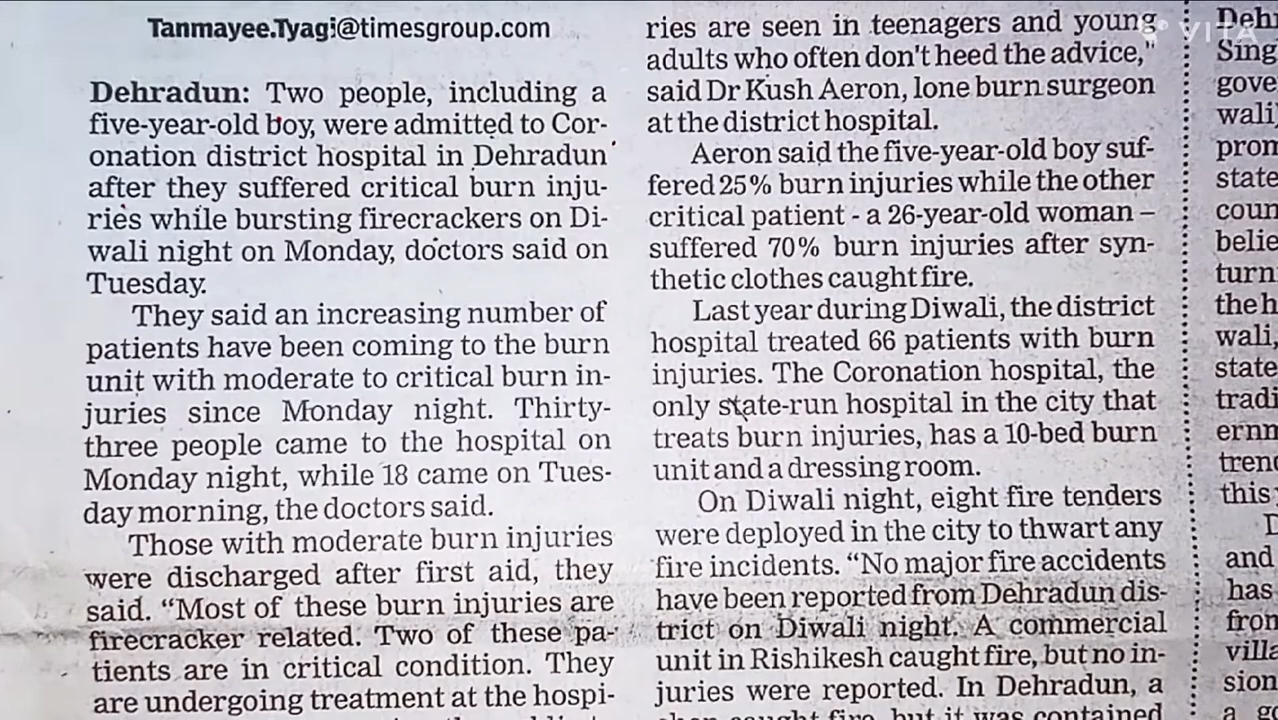 Tanmayee.Tyagi@timesgroup.com
Dehradun: Two people, including a
five-year-old boy, were admitted to Cor-
onation district hospital in Dehradun
after they suffered critical burn inju-
ries while bursting firecrackers on Di-
wali night on Monday, doctors said on
Tuesday.
They said an increasing number of
patients have been coming to the burn
unit with moderate to critical burn in-
juries since Monday night. Thirty-
three people came to the hospital on
Monday night, while 18 came on Tues-
day morning, the doctors said.
Those with moderate burn injuries
were discharged after first aid, they
said. “Most of these burn injuries are
firecracker related. Two of these pa-
tients are in critical condition. They
are undergoing treatment at the hospi-
ries are seen in teenagers and young
adults who often don't heed the advice,"
said Dr Kush Aeron, lone burn surgeon
at the district hospital.
Aeron said the five-year-old boy suf-
fered 25% burn injuries while the other
critical patient - a 26-year-old woman –
suffered 70% burn injuries after syn-
thetic clothes caught fire.
Last year during Diwali, the district
hospital treated 66 patients with burn
injuries. The Coronation hospital, the
only state-run hospital in the city that
treats burn injuries, has a 10-bed burn
unit and a dressing room.
On Diwali night, eight fire tenders
were deployed in the city to thwart any
fire incidents. “No major fire accidents
have been reported from Dehradun dis-
trict on Diwali night. A commercial
unit in Rishikesh caught fire, but no in-
juries were reported. In Dehradun, a
caught fire, but it was contained
Dehr
Sing
gove
wali
prom
state
coun
belie
turn
the h
wali,
state
tradi
ernm
trend
this
and
has
from
villa
sion
a go
VITA